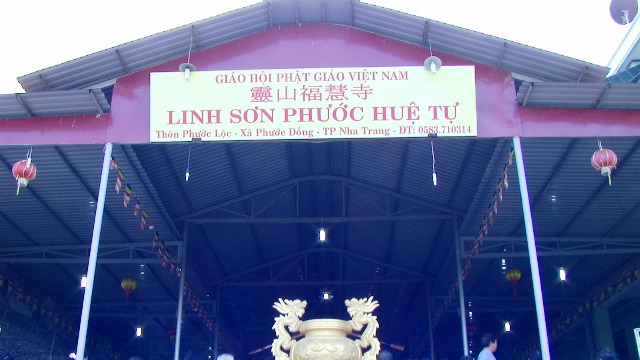 GIÁO HỘI PHẬT GIÁO VIỆT NAM
靈山福慧寺
LINH SƠN PHƯỚC HUỆ TỰ
Thôn Phước Lộc - Xã Phước Đồng - TP Nha Trang - ĐT: 0583.710314